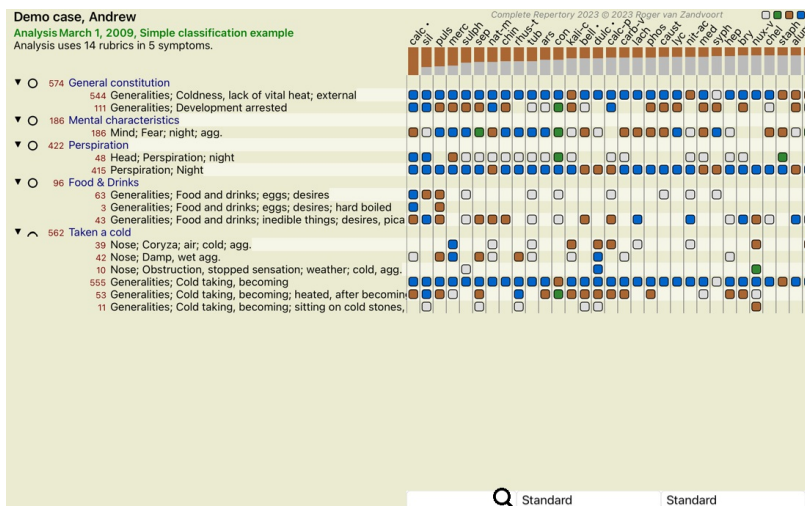 Demo case, Andrew
Complete Repertory 2023 © 2023 Roger van Zandvoort
Analysis March 1, 2009, Simple classification example
Analysis uses 14 rubrics in 5 symptoms.
calc • sil puls merc sulph sep nat-m chin rhus-t tub ars con kali-c bell • dulc • calc-p carb-v lach phos caust lyc nit-ac med syph hep bry nux-v chel staph
574 General constitution
544 Generalities; Coldness, lack of vital heat; external
111 Generalities; Development arrested
186 Mental characteristics
186 Mind; Fear; night; agg.
422 Perspiration
48 Head; Perspiration; night
415 Perspiration; Night
96 Food & Drinks
63 Generalities; Food and drinks; eggs; desires
3 Generalities; Food and drinks; eggs; desires; hard boiled
43 Generalities; Food and drinks; inedible things; desires, pica
562 Taken a cold
39 Nose; Coryza; air; cold; agg.
42 Nose; Damp, wet agg.
10 Nose; Obstruction, stopped sensation; weather; cold, agg.
555 Generalities; Cold taking, becoming
53 Generalities; Cold taking, becoming; heated, after becomin
11 Generalities; Cold taking, becoming; sitting on cold stones,
Standard Standard